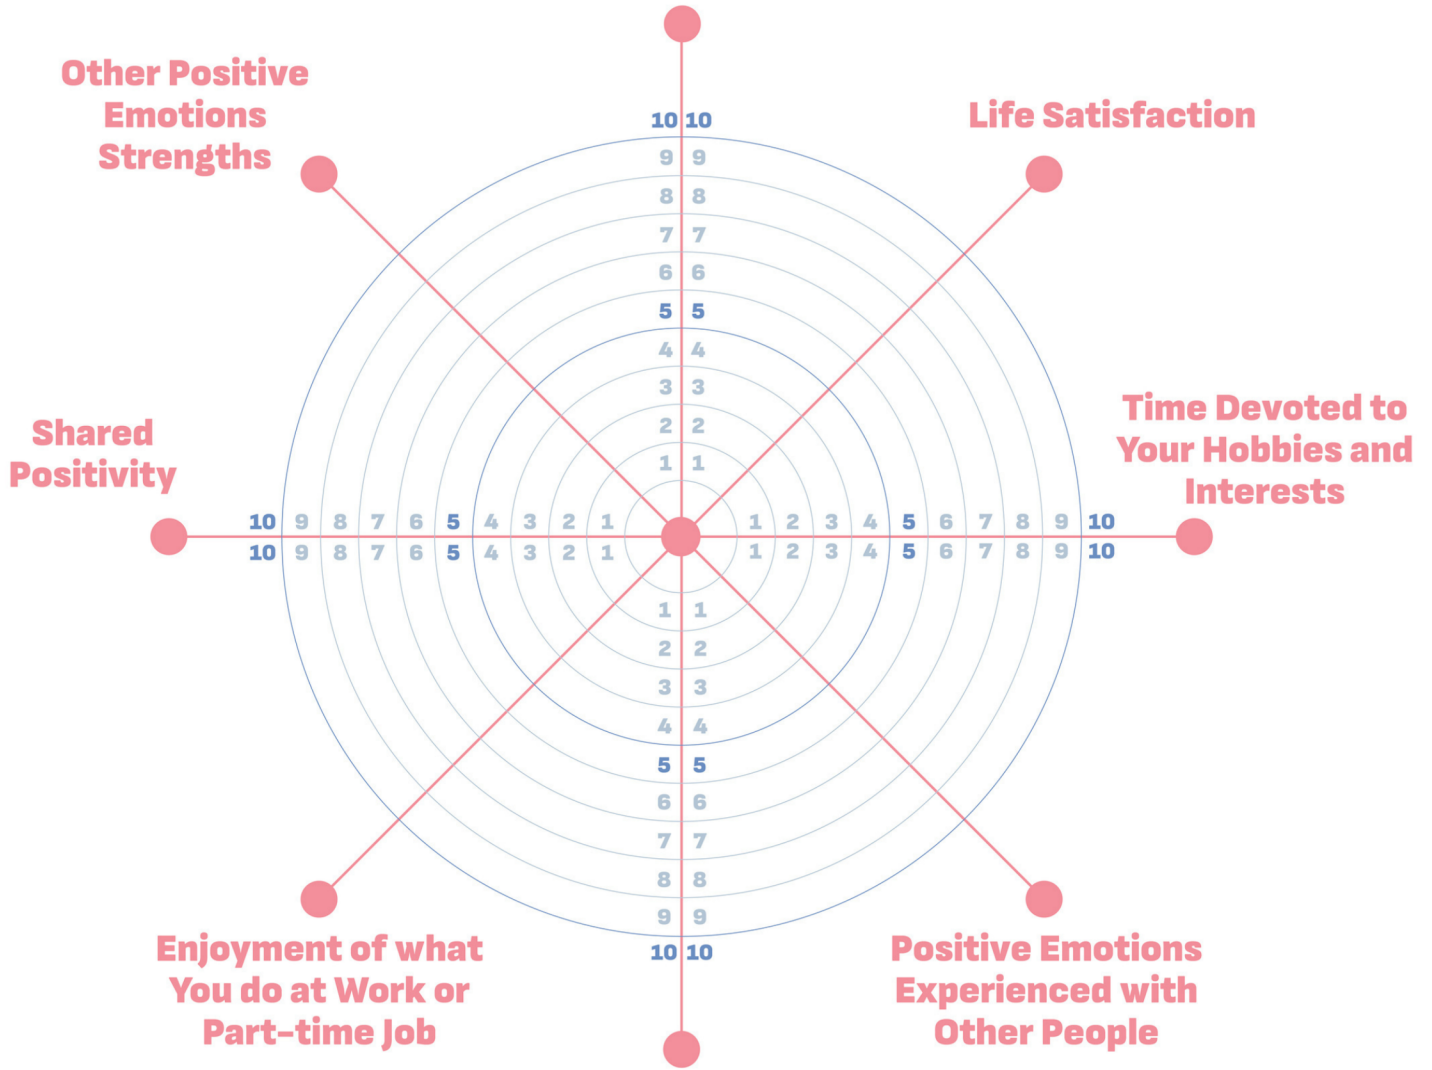 Other Positive
Emotions
Strengths
Life Satisfaction
10 10
9 9
8 8
7 7
6 6
5 5
4 4
3 3
2 2
1 1
Shared
Positivity
Time Devoted to
Your Hobbies and
Interests
10 9 8 7 6 5 4 3 2 1 1 2 3 4 5 6 7 8 9 10
10 9 8 7 6 5 4 3 2 1 1 2 3 4 5 6 7 8 9 10
1 1
2 2
3 3
4 4
5 5
6 6
7 7
8 8
9 9
10 10
Enjoyment of what
You do at Work or
Part-time Job
Positive Emotions
Experienced with
Other People